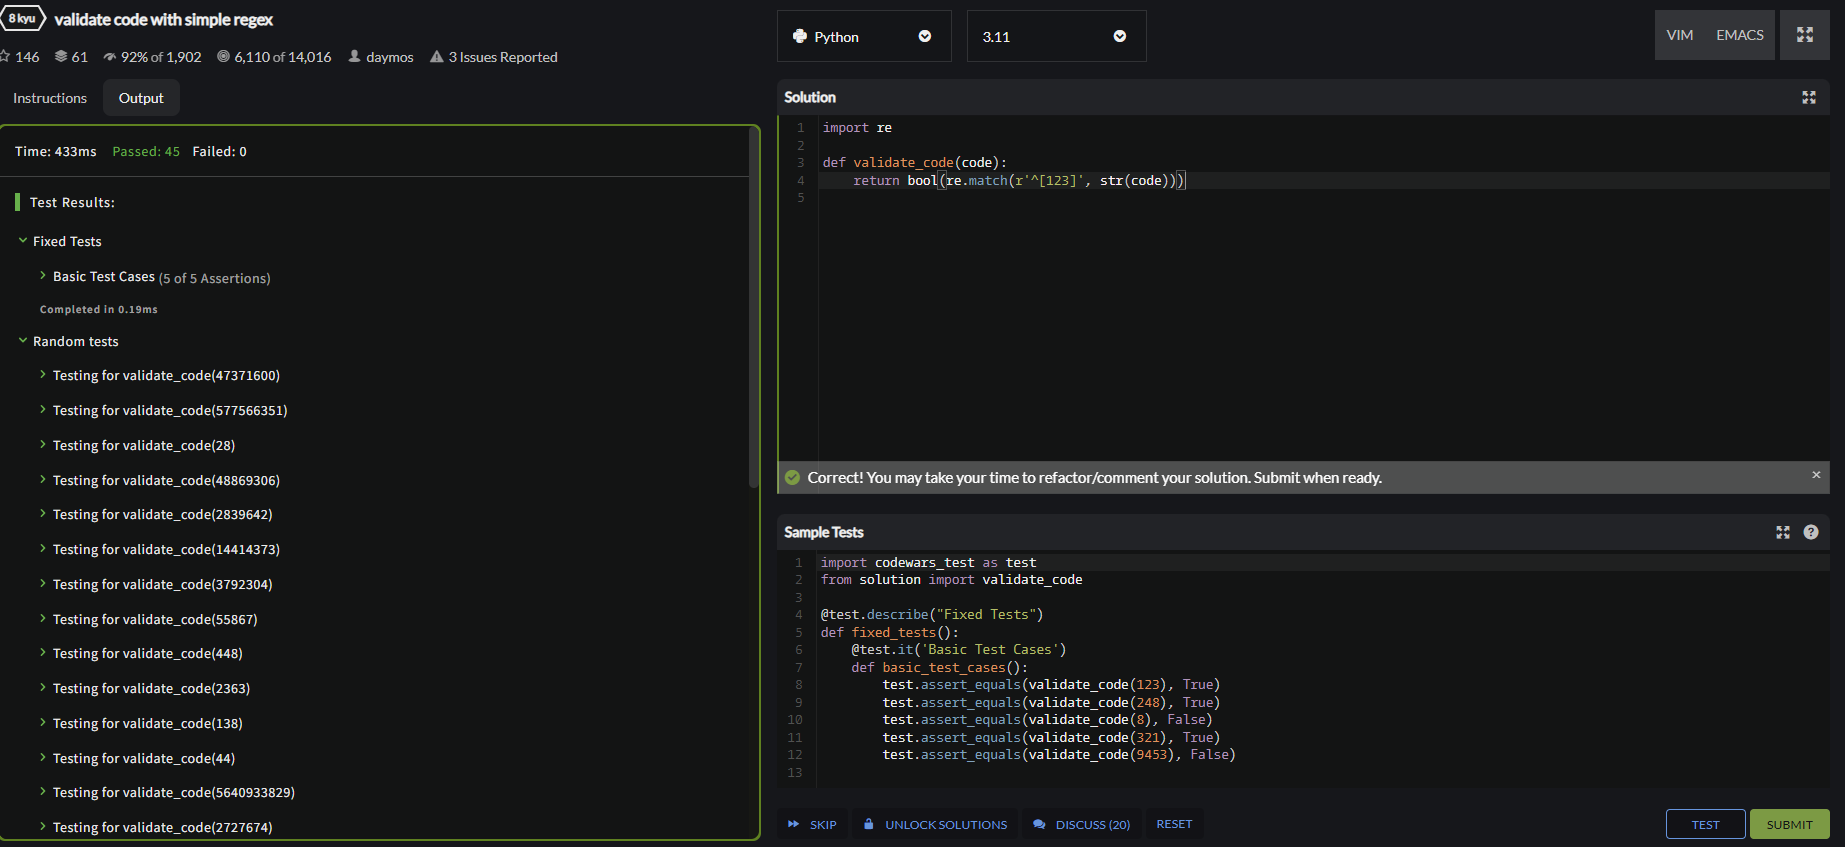 8 kyu validate code with simple regex
146 61 92% of 1,902 6,110 of 14,016 daymos 3 Issues Reported
Instructions Output
Time: 433ms Passed: 45 Failed: 0
Test Results:
Fixed Tests
Basic Test Cases (5 of 5 Assertions)
Completed in 0.19ms
Random tests
Testing for validate_code(47371600)
Testing for validate_code(577566351)
Testing for validate_code(28)
Testing for validate_code(48869306)
Testing for validate_code(2839642)
Testing for validate_code(14414373)
Testing for validate_code(3792304)
Testing for validate_code(55867)
Testing for validate_code(448)
Testing for validate_code(2363)
Testing for validate_code(138)
Testing for validate_code(44)
Testing for validate_code(5640933829)
Testing for validate_code(2727674)
Python 3.11 VIM EMACS
Solution
1 import re
2
3 def validate_code(code):
4     return bool(re.match(r'^[123]', str(code)))
5
Correct! You may take your time to refactor/comment your solution. Submit when ready. ×
Sample Tests ?
1 import codewars_test as test
2 from solution import validate_code
3
4 @test.describe("Fixed Tests")
5 def fixed_tests():
6     @test.it('Basic Test Cases')
7     def basic_test_cases():
8         test.assert_equals(validate_code(123), True)
9         test.assert_equals(validate_code(248), True)
10         test.assert_equals(validate_code(8), False)
11         test.assert_equals(validate_code(321), True)
12         test.assert_equals(validate_code(9453), False)
13
SKIP UNLOCK SOLUTIONS DISCUSS (20) RESET TEST SUBMIT